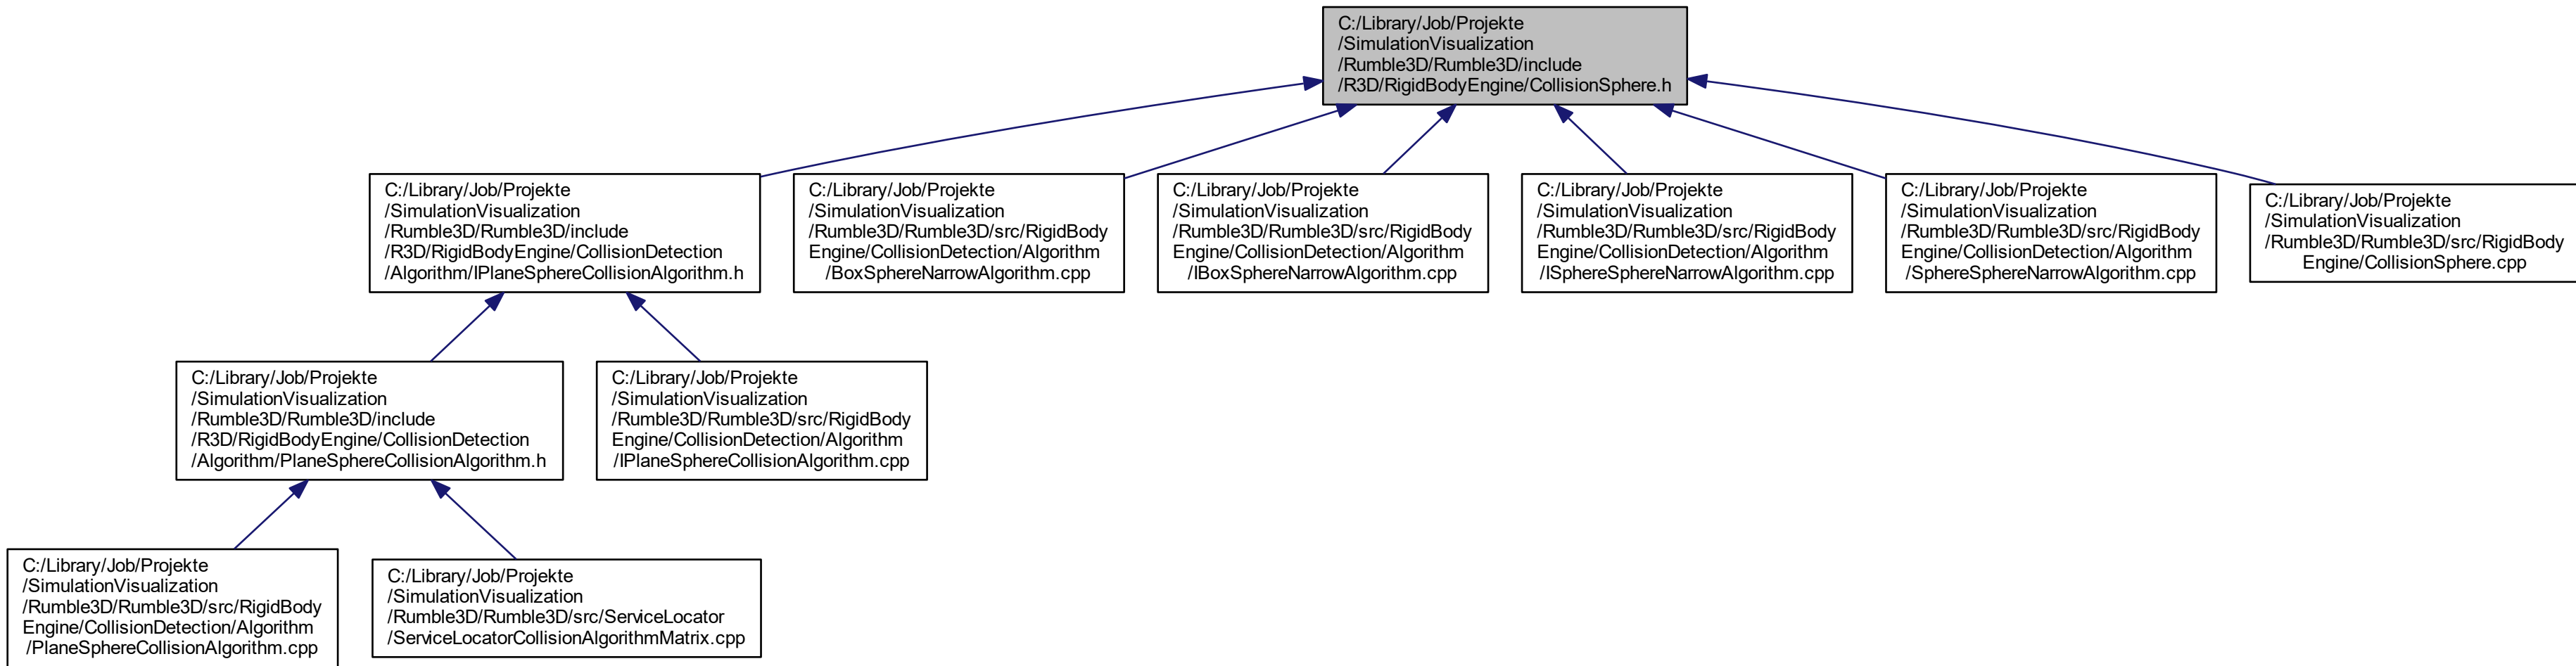 C:/Library/Job/Projekte
/SimulationVisualization
/Rumble3D/Rumble3D/include
/R3D/RigidBodyEngine/CollisionSphere.h
C:/Library/Job/Projekte
/SimulationVisualization
/Rumble3D/Rumble3D/include
/R3D/RigidBodyEngine/CollisionDetection
/Algorithm/IPlaneSphereCollisionAlgorithm.h
C:/Library/Job/Projekte
/SimulationVisualization
/Rumble3D/Rumble3D/src/RigidBody
Engine/CollisionDetection/Algorithm
/BoxSphereNarrowAlgorithm.cpp
C:/Library/Job/Projekte
/SimulationVisualization
/Rumble3D/Rumble3D/src/RigidBody
Engine/CollisionDetection/Algorithm
/IBoxSphereNarrowAlgorithm.cpp
C:/Library/Job/Projekte
/SimulationVisualization
/Rumble3D/Rumble3D/src/RigidBody
Engine/CollisionDetection/Algorithm
/ISphereSphereNarrowAlgorithm.cpp
C:/Library/Job/Projekte
/SimulationVisualization
/Rumble3D/Rumble3D/src/RigidBody
Engine/CollisionDetection/Algorithm
/SphereSphereNarrowAlgorithm.cpp
C:/Library/Job/Projekte
/SimulationVisualization
/Rumble3D/Rumble3D/src/RigidBody
Engine/CollisionSphere.cpp
C:/Library/Job/Projekte
/SimulationVisualization
/Rumble3D/Rumble3D/include
/R3D/RigidBodyEngine/CollisionDetection
/Algorithm/PlaneSphereCollisionAlgorithm.h
C:/Library/Job/Projekte
/SimulationVisualization
/Rumble3D/Rumble3D/src/RigidBody
Engine/CollisionDetection/Algorithm
/IPlaneSphereCollisionAlgorithm.cpp
C:/Library/Job/Projekte
/SimulationVisualization
/Rumble3D/Rumble3D/src/RigidBody
Engine/CollisionDetection/Algorithm
/PlaneSphereCollisionAlgorithm.cpp
C:/Library/Job/Projekte
/SimulationVisualization
/Rumble3D/Rumble3D/src/ServiceLocator
/ServiceLocatorCollisionAlgorithmMatrix.cpp